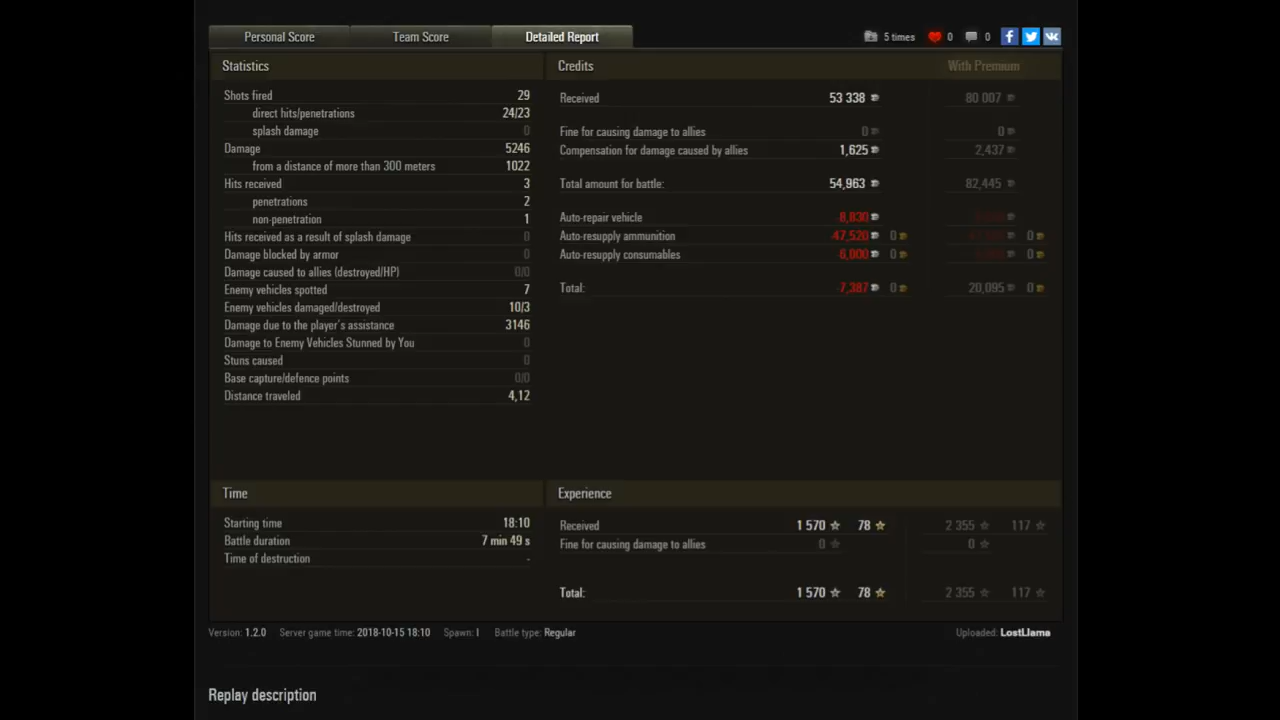 Personal Score Team Score Detailed Report 5 times 0 0
Statistics
Shots fired 29
direct hits/penetrations 24/23
splash damage 0
Damage 5246
from a distance of more than 300 meters 1022
Hits received 3
penetrations 2
non-penetration 1
Hits received as a result of splash damage 0
Damage blocked by armor 0
Damage caused to allies (destroyed/HP) 0/0
Enemy vehicles spotted 7
Enemy vehicles damaged/destroyed 10/3
Damage due to the player's assistance 3146
Damage to Enemy Vehicles Stunned by You 0
Stuns caused 0
Base capture/defence points 0/0
Distance traveled 4,12
Credits With Premium
Received 53 338 80 007
Fine for causing damage to allies 0 0
Compensation for damage caused by allies 1,625 2,437
Total amount for battle: 54,963 82,445
Auto-repair vehicle -8,830
Auto-resupply ammunition -47,520 0 0
Auto-resupply consumables -6,000 0 0
Total: -7,387 0 20,095 0
Time
Starting time 18:10
Battle duration 7 min 49 s
Time of destruction -
Experience
Received 1 570 78 2 355 117
Fine for causing damage to allies 0 0
Total: 1 570 78 2 355 117
Version: 1.2.0 Server game time: 2018-10-15 18:10 Spawn: I Battle type: Regular Uploaded: LostLlama
Replay description